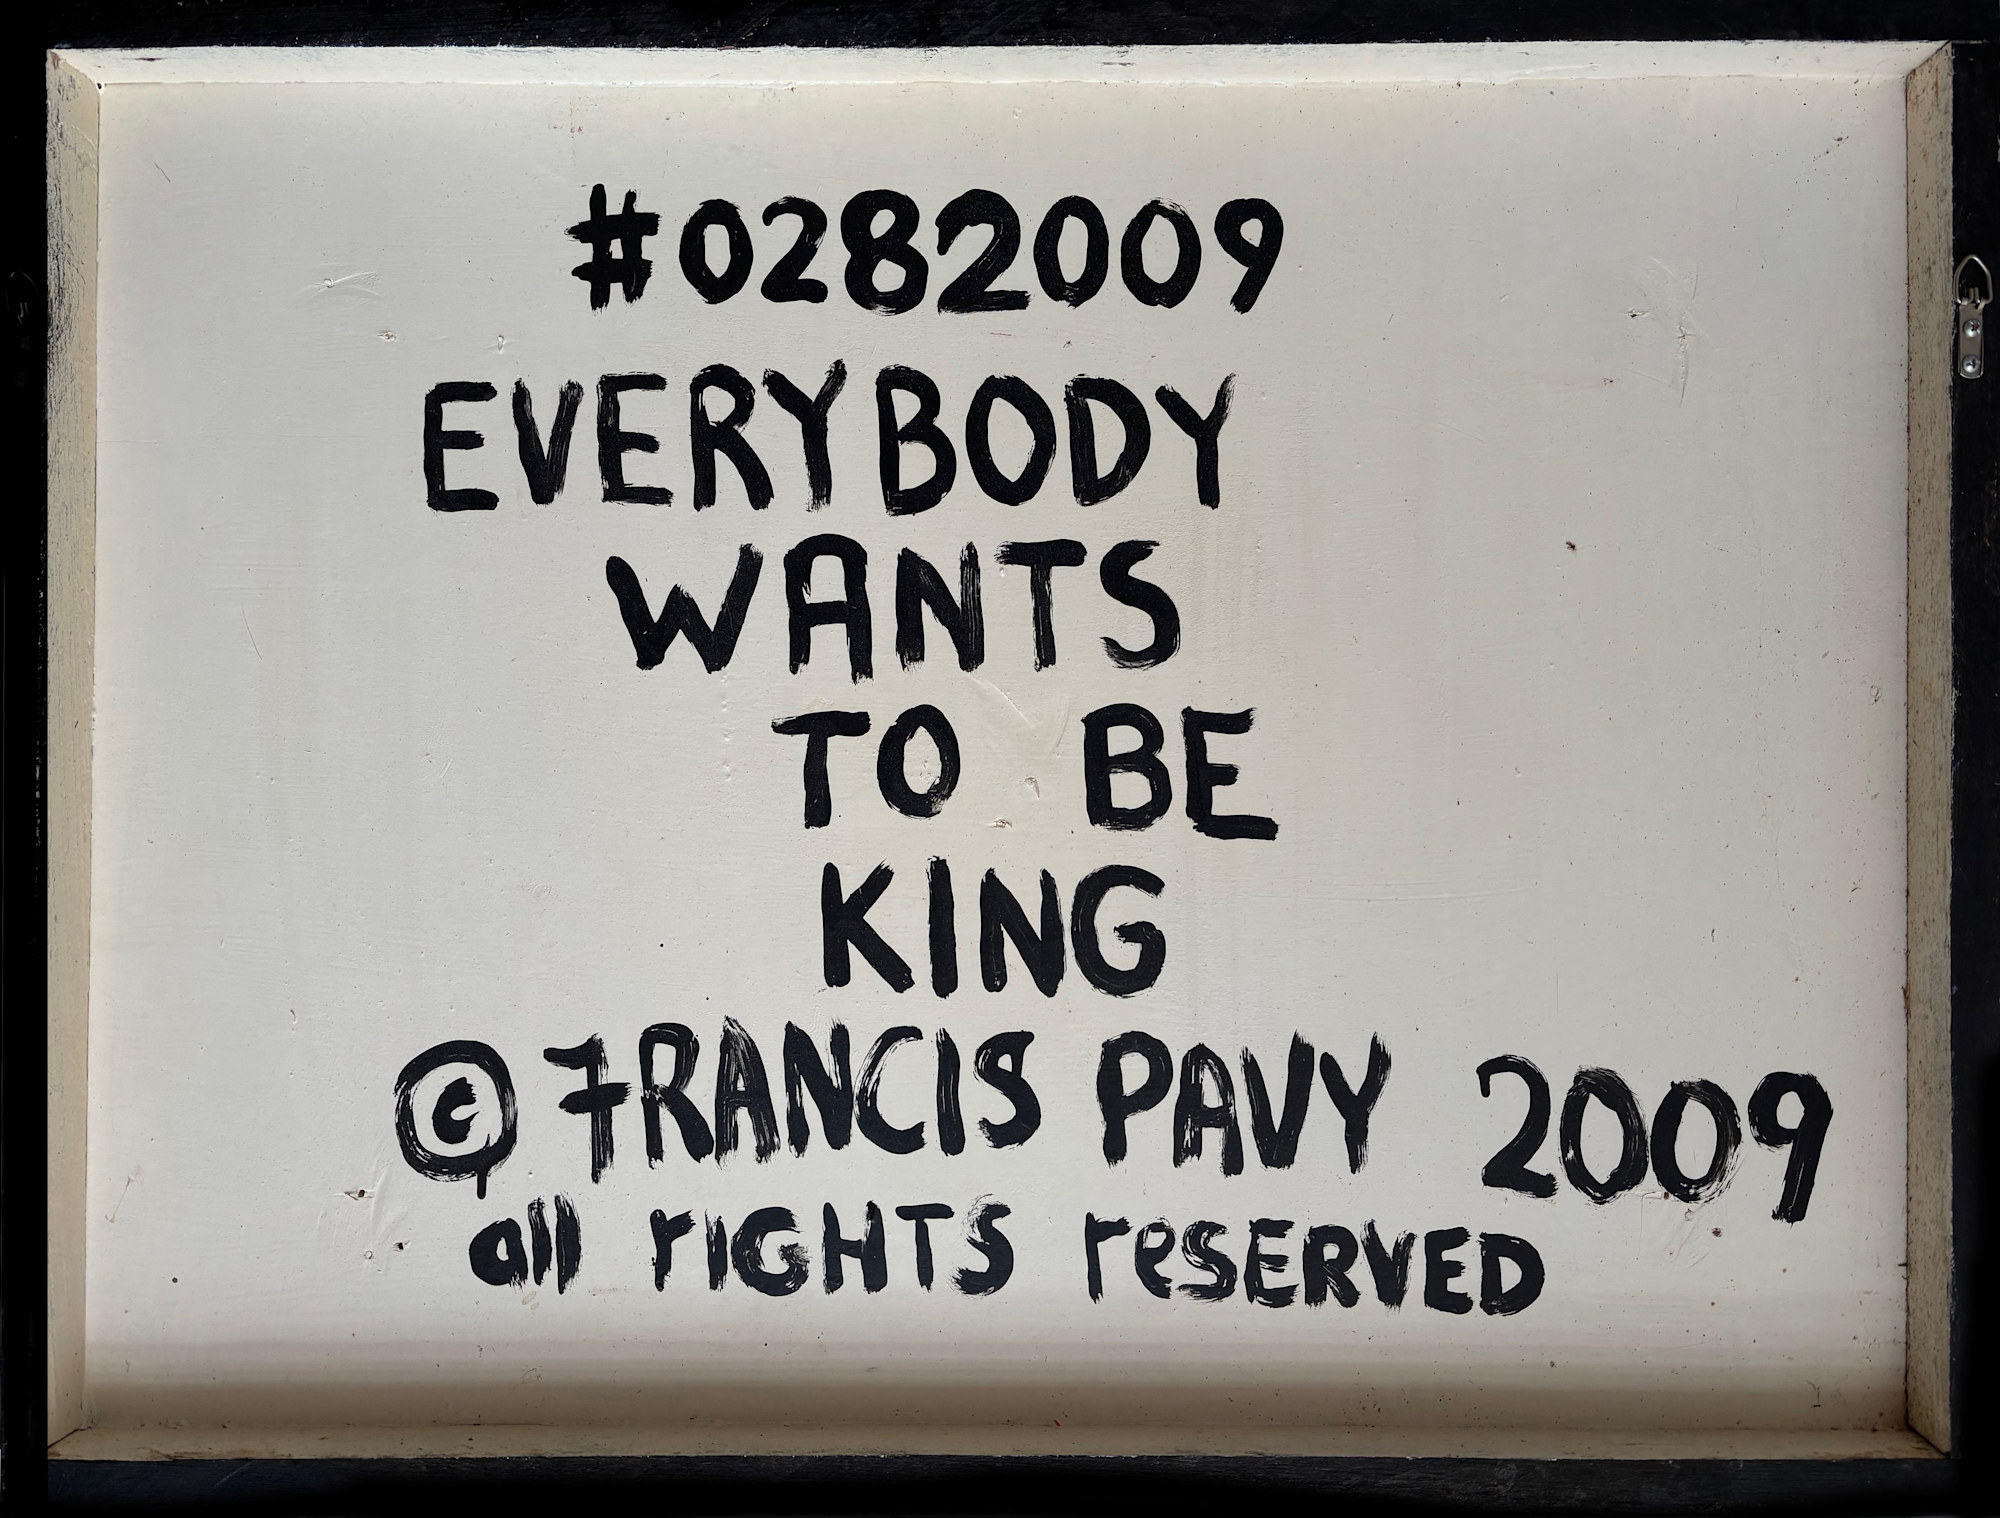 #0282009
EVERYBODY
WANTS
TO BE
KING
© FRANCIS PAVY 2009
all rIGHTS reSERVED